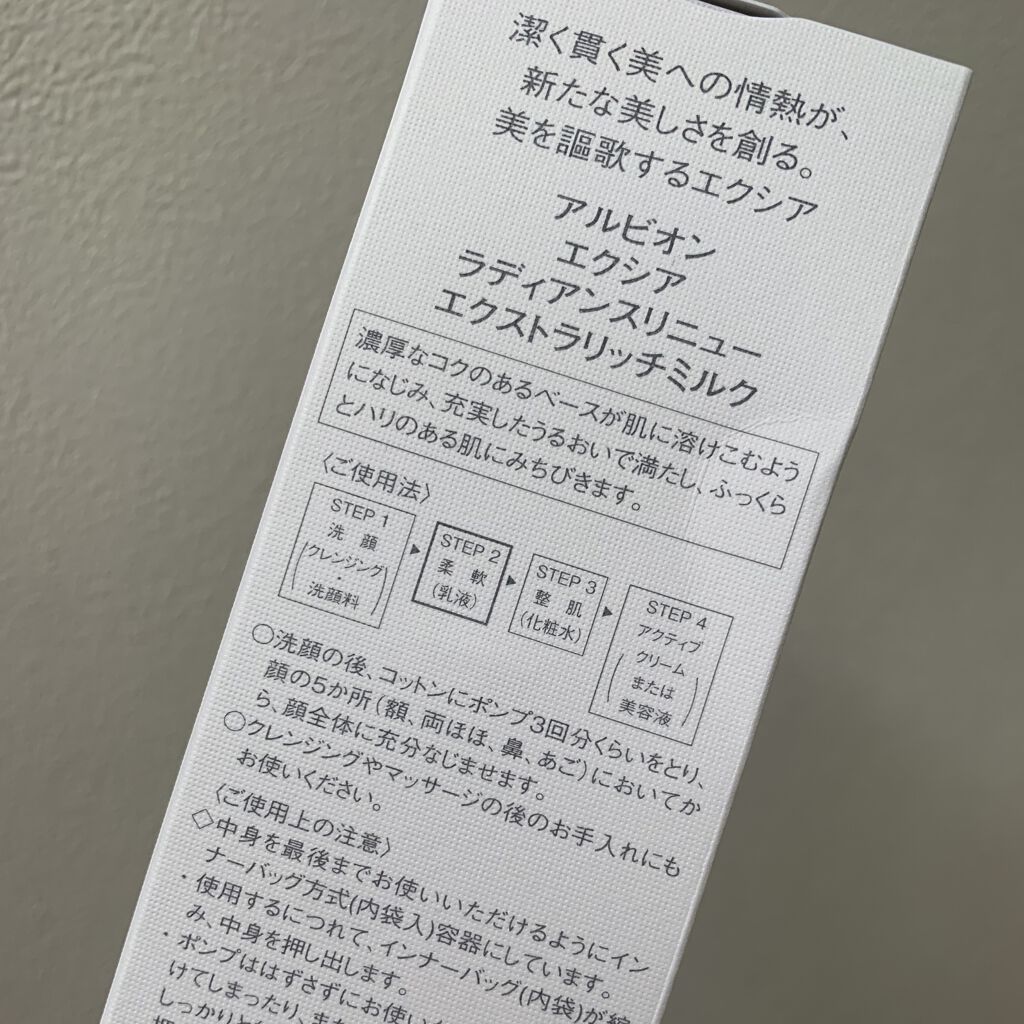 潔く貫く美への情熱が、
新たな美しさを創る。
美を謳歌するエクシア
アルビオン
エクシア
ラディアンスリニュー
エクストラリッチミルク
濃厚なコクのあるベースが肌に溶けこむよう
になじみ、充実したうるおいで満たし、ふっくら
とハリのある肌にみちびきます。
〈ご使用法〉
STEP 1
洗顔
(クレンジング
・
洗顔料)
▶
STEP 2
柔軟
(乳液)
▶
STEP 3
整肌
(化粧水)
▶
STEP 4
アクティブ
(クリーム
または
美容液)
○洗顔の後、コットンにポンプ3回分くらいをとり、
顔の5か所(額、両ほほ、鼻、あご)においてか
ら、顔全体に充分なじませます。
○クレンジングやマッサージの後のお手入れにも
お使いください。
〈ご使用上の注意〉
◇中身を最後までお使いいただけるようにイン
ナーバッグ方式(内袋入)容器にしています。
・使用するにつれて、インナーバッグ(内袋)が縮
み、中身を押し出します。
・ポンプははずさずにお使い
けてしまったり、また
しっかりと